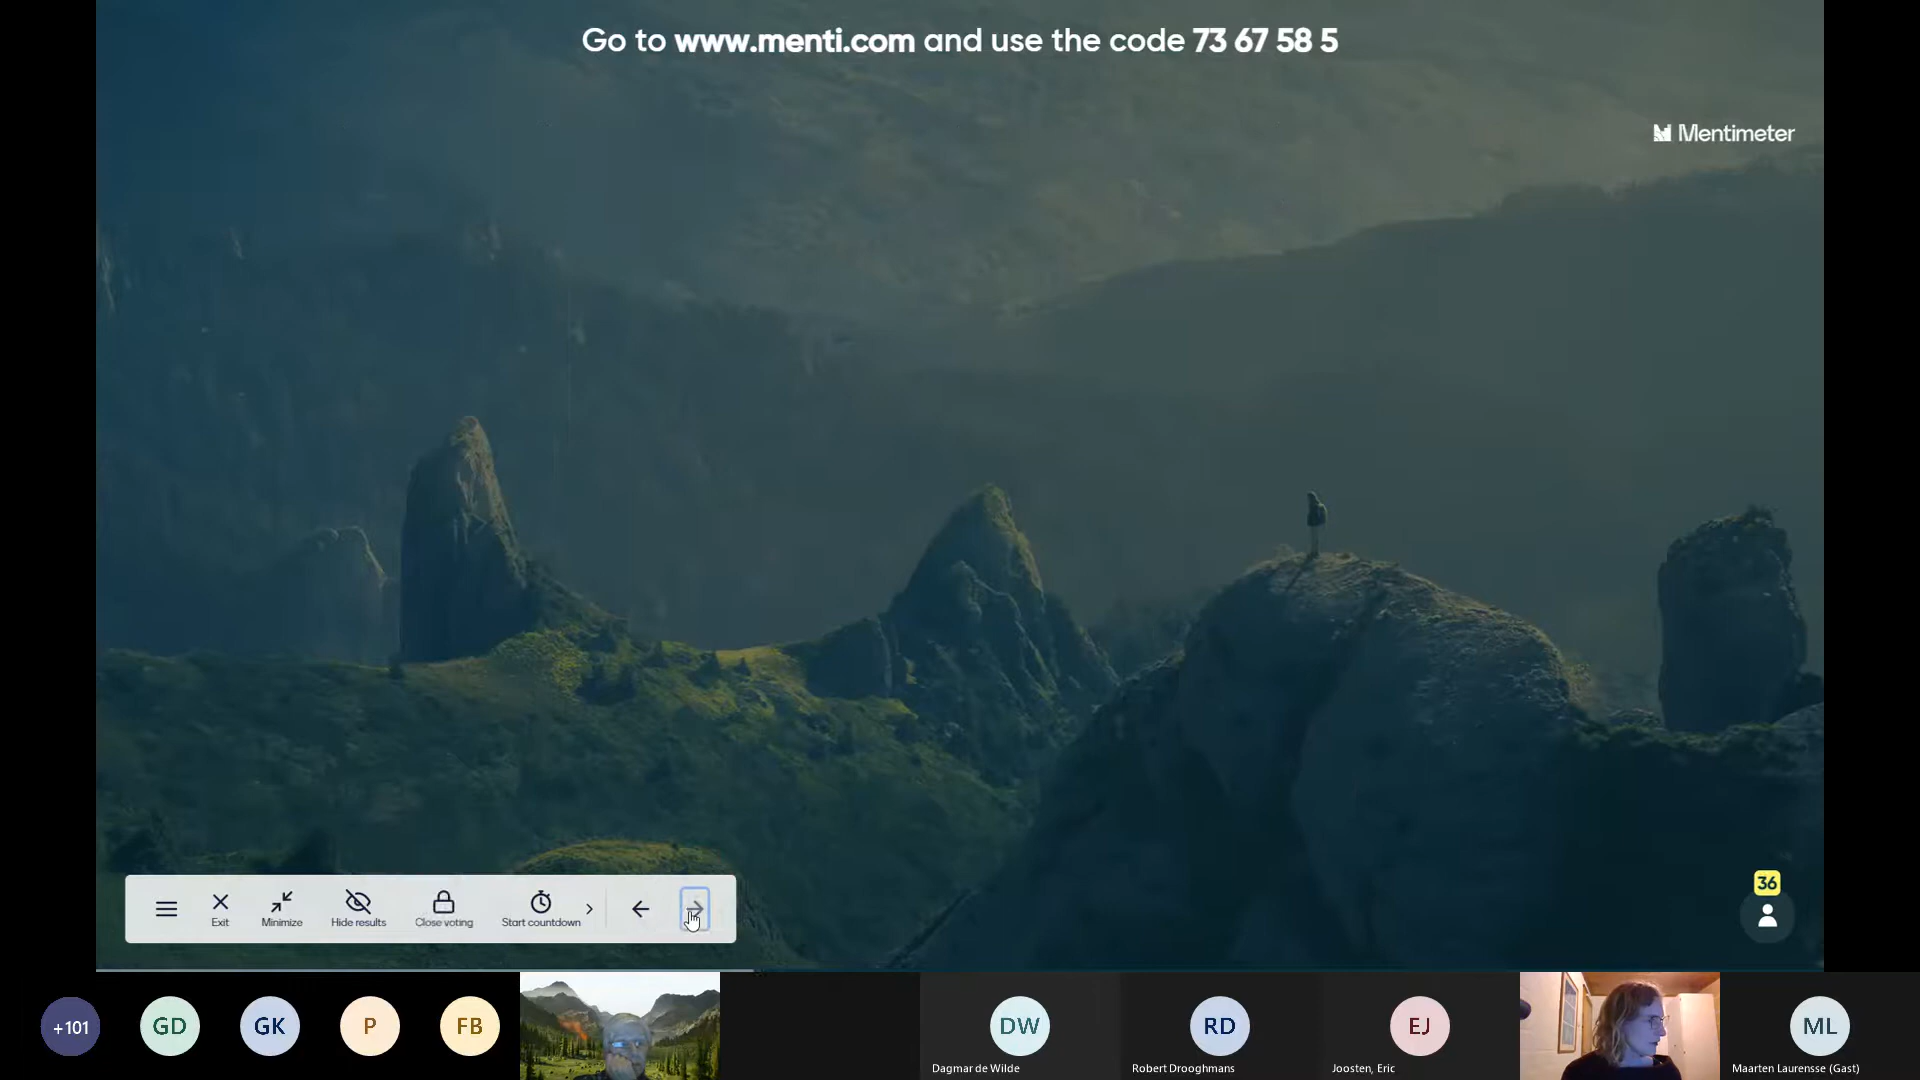 Go to www.menti.com and use the code 73 67 58 5
Mentimeter
36
Exit
Minimize
Hide results
Close voting
Start countdown
+101
GD
GK
P
FB
DW
Dagmar de Wilde
RD
Robert Drooghmans
EJ
Joosten, Eric
ML
Maarten Laurensse (Gast)